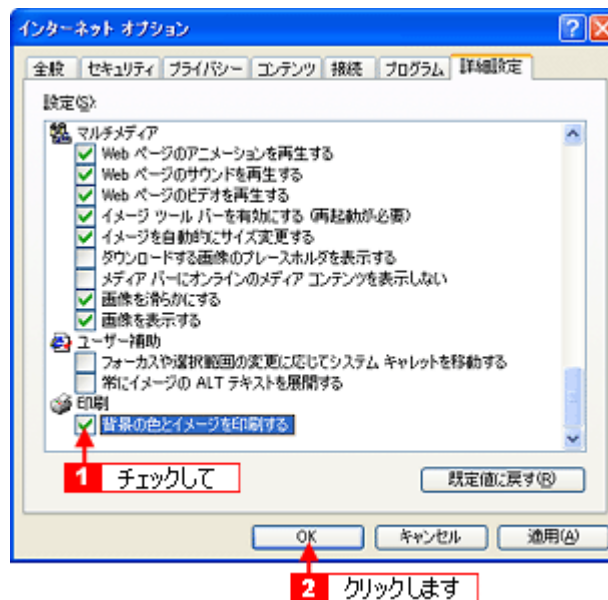 インターネット オプション
全般 セキュリティ プライバシー コンテンツ 接続 プログラム 詳細設定
設定(S):
マルチメディア
Web ページのアニメーションを再生する
Web ページのサウンドを再生する
Web ページのビデオを再生する
イメージ ツール バーを有効にする (再起動が必要)
イメージを自動的にサイズ変更する
ダウンロードする画像のプレースホルダを表示する
メディア バーにオンラインのメディア コンテンツを表示しない
画像を滑らかにする
画像を表示する
ユーザー補助
フォーカスや選択範囲の変更に応じてシステム キャレットを移動する
常にイメージの ALT テキストを展開する
印刷
背景の色とイメージを印刷する
1 チェックして
既定値に戻す(R)
OK キャンセル 適用(A)
2 クリックします